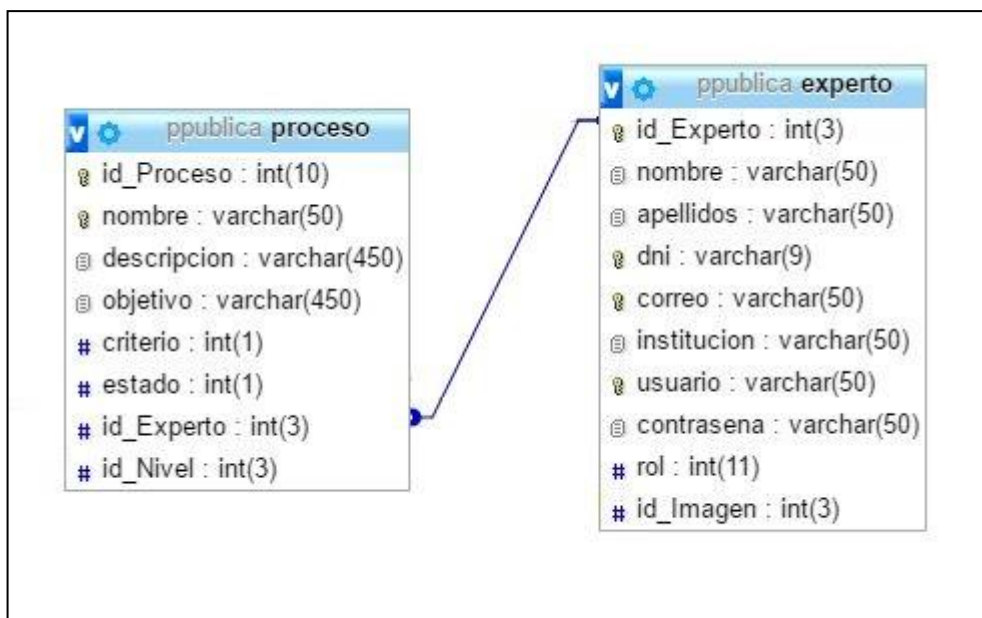 ppublica proceso
id_Proceso : int(10)
nombre : varchar(50)
descripcion : varchar(450)
objetivo : varchar(450)
# criterio : int(1)
# estado : int(1)
# id_Experto : int(3)
# id_Nivel : int(3)
ppublica experto
id_Experto : int(3)
nombre : varchar(50)
apellidos : varchar(50)
dni : varchar(9)
correo : varchar(50)
institucion : varchar(50)
usuario : varchar(50)
contrasena : varchar(50)
# rol : int(11)
# id_Imagen : int(3)